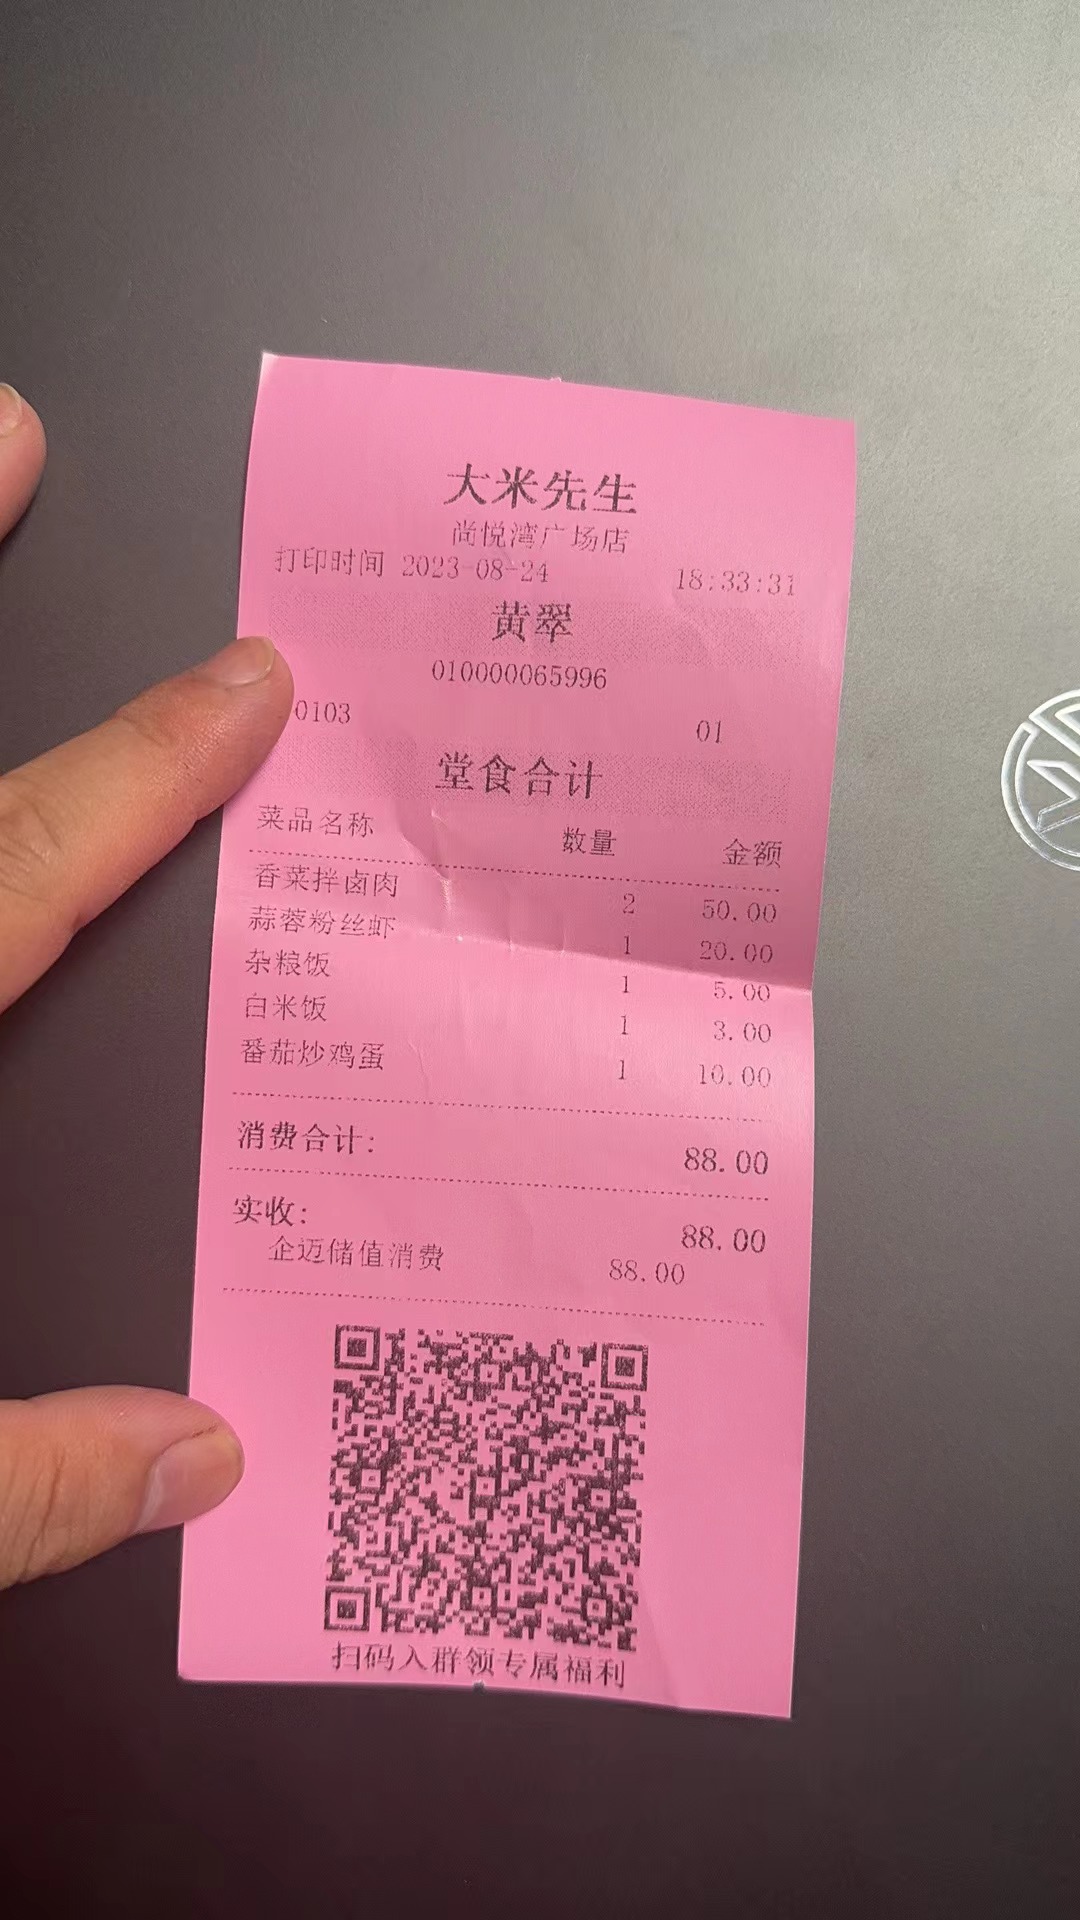 大米先生
尚悦湾广场店
打印时间 2023-08-24 18:33:31
黄翠
010000065996
0103 01
堂食合计
菜品名称 数量 金额
香菜拌卤肉 2 50.00
蒜蓉粉丝虾 1 20.00
杂粮饭 1 5.00
白米饭 1 3.00
番茄炒鸡蛋 1 10.00
消费合计: 88.00
实收: 88.00
企迈储值消费 88.00
扫码入群领专属福利